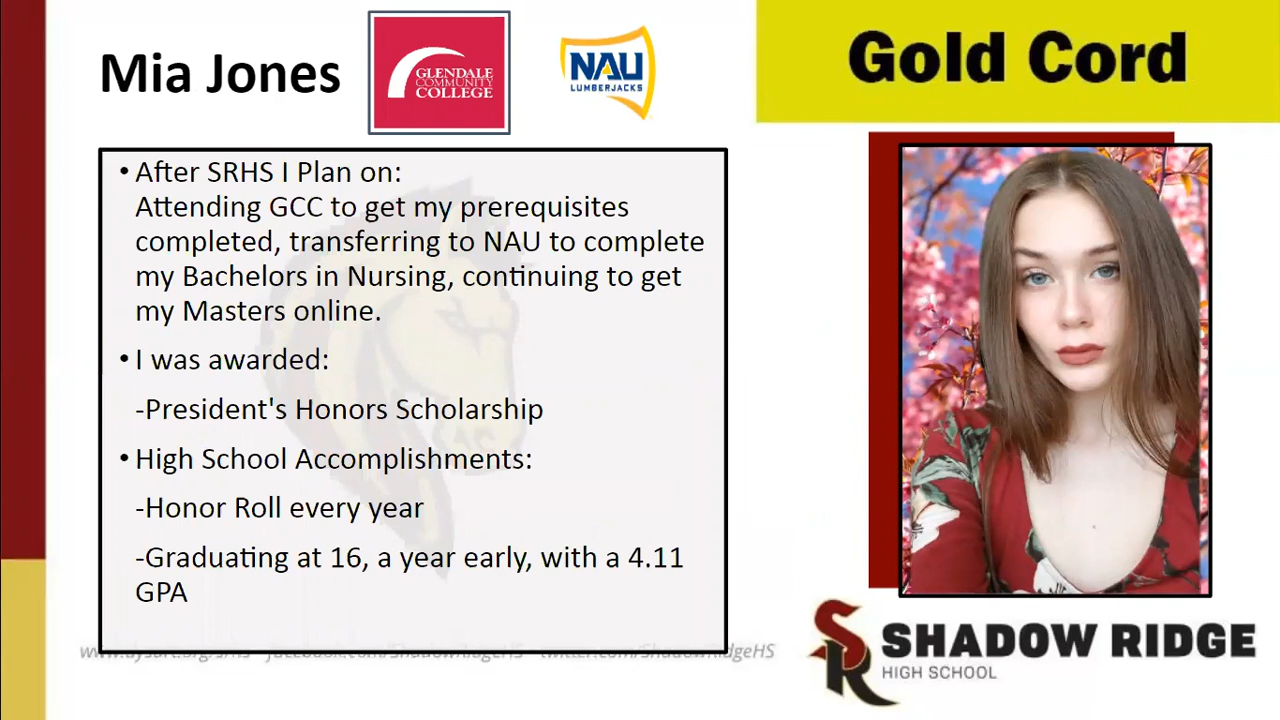 Mia Jones
GLENDALE
COMMUNITY
COLLEGE
NAU
LUMBERJACKS
Gold Cord
•After SRHS I Plan on:
Attending GCC to get my prerequisites
completed, transferring to NAU to complete
my Bachelors in Nursing, continuing to get
my Masters online.
•I was awarded:
-President's Honors Scholarship
•High School Accomplishments:
-Honor Roll every year
-Graduating at 16, a year early, with a 4.11
GPA
SHADOW RIDGE
HIGH SCHOOL